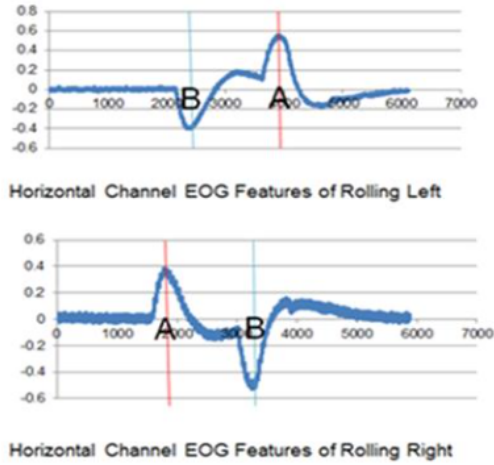 0.8
0.6
0.4
0.2
0
-0.2
-0.4
-0.6
0 1000 2000 3000 4000 5000 6000 7000
B A
Horizontal Channel EOG Features of Rolling Left
0.6
0.4
0.2
0
-0.2
-0.4
-0.6
0 1000 2000 3000 4000 5000 6000 7000
A B
Horizontal Channel EOG Features of Rolling Right